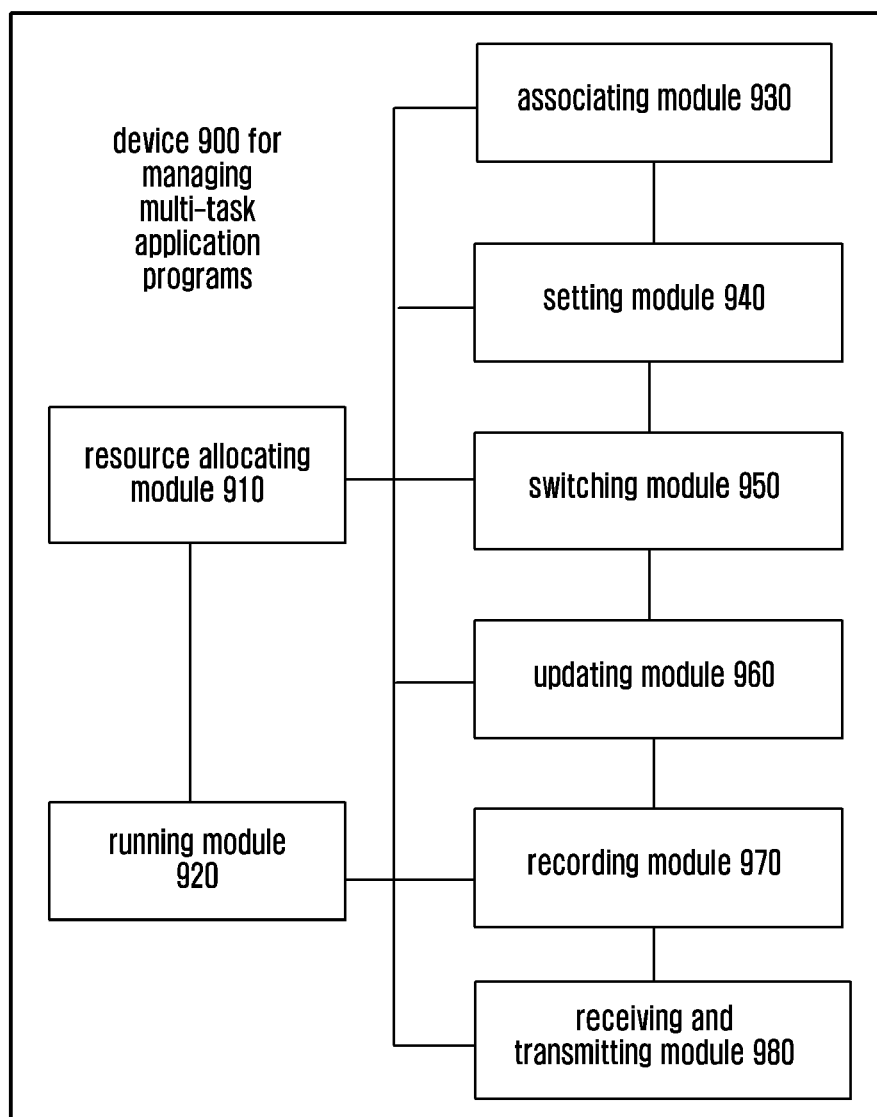 device 900 for
managing
multi-task
application
programs
resource allocating
module 910
running module
920
associating module 930
setting module 940
switching module 950
updating module 960
recording module 970
receiving and
transmitting module 980